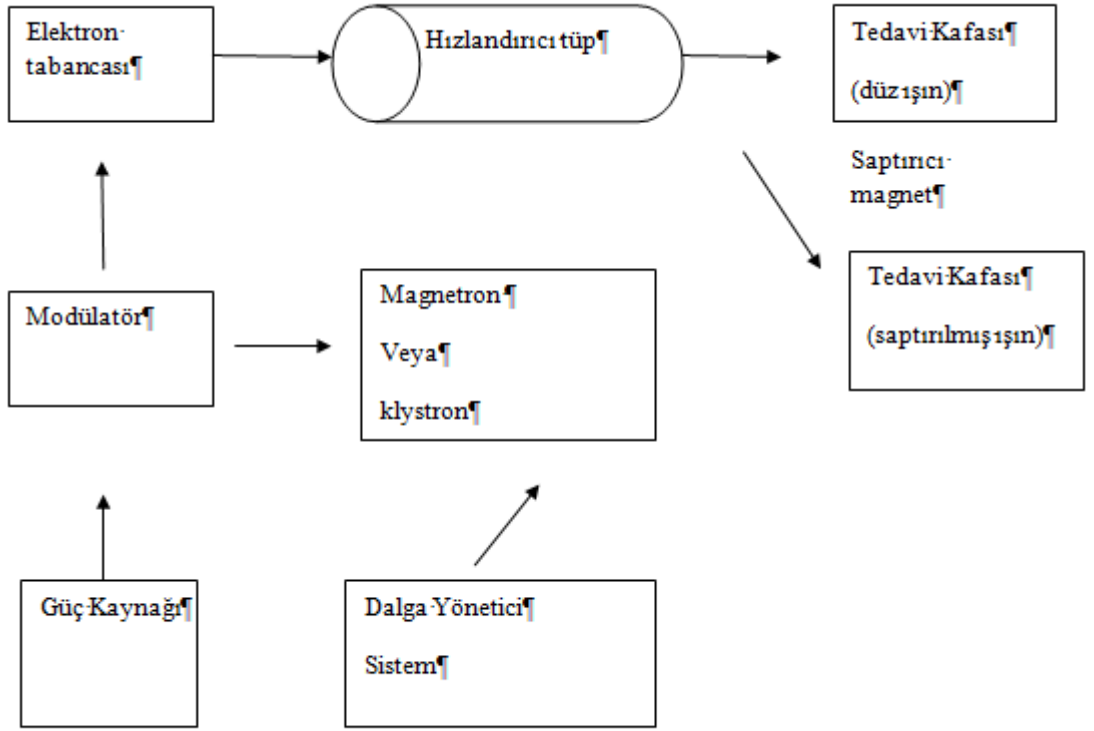 Elektron
tabancası¶
Hızlandırıcı tüp¶
Tedavi Kafası¶
(düz ışın)¶
Saptırıcı
magnet¶
Tedavi Kafası¶
(saptırılmış ışın)¶
Modülatör¶
Magnetron¶
Veya¶
klystron¶
Güç Kaynağı¶
Dalga Yönetici¶
Sistem¶